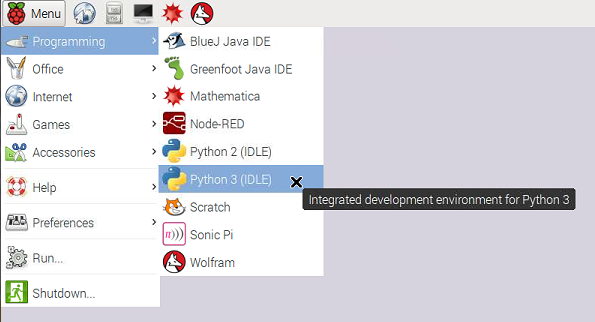 Menu
Programming
Office
Internet
Games
Accessories
Help
Preferences
Run...
Shutdown...
BlueJ Java IDE
Greenfoot Java IDE
Mathematica
Node-RED
Python 2 (IDLE)
Python 3 (IDLE)
Integrated development environment for Python 3
Scratch
Sonic Pi
Wolfram